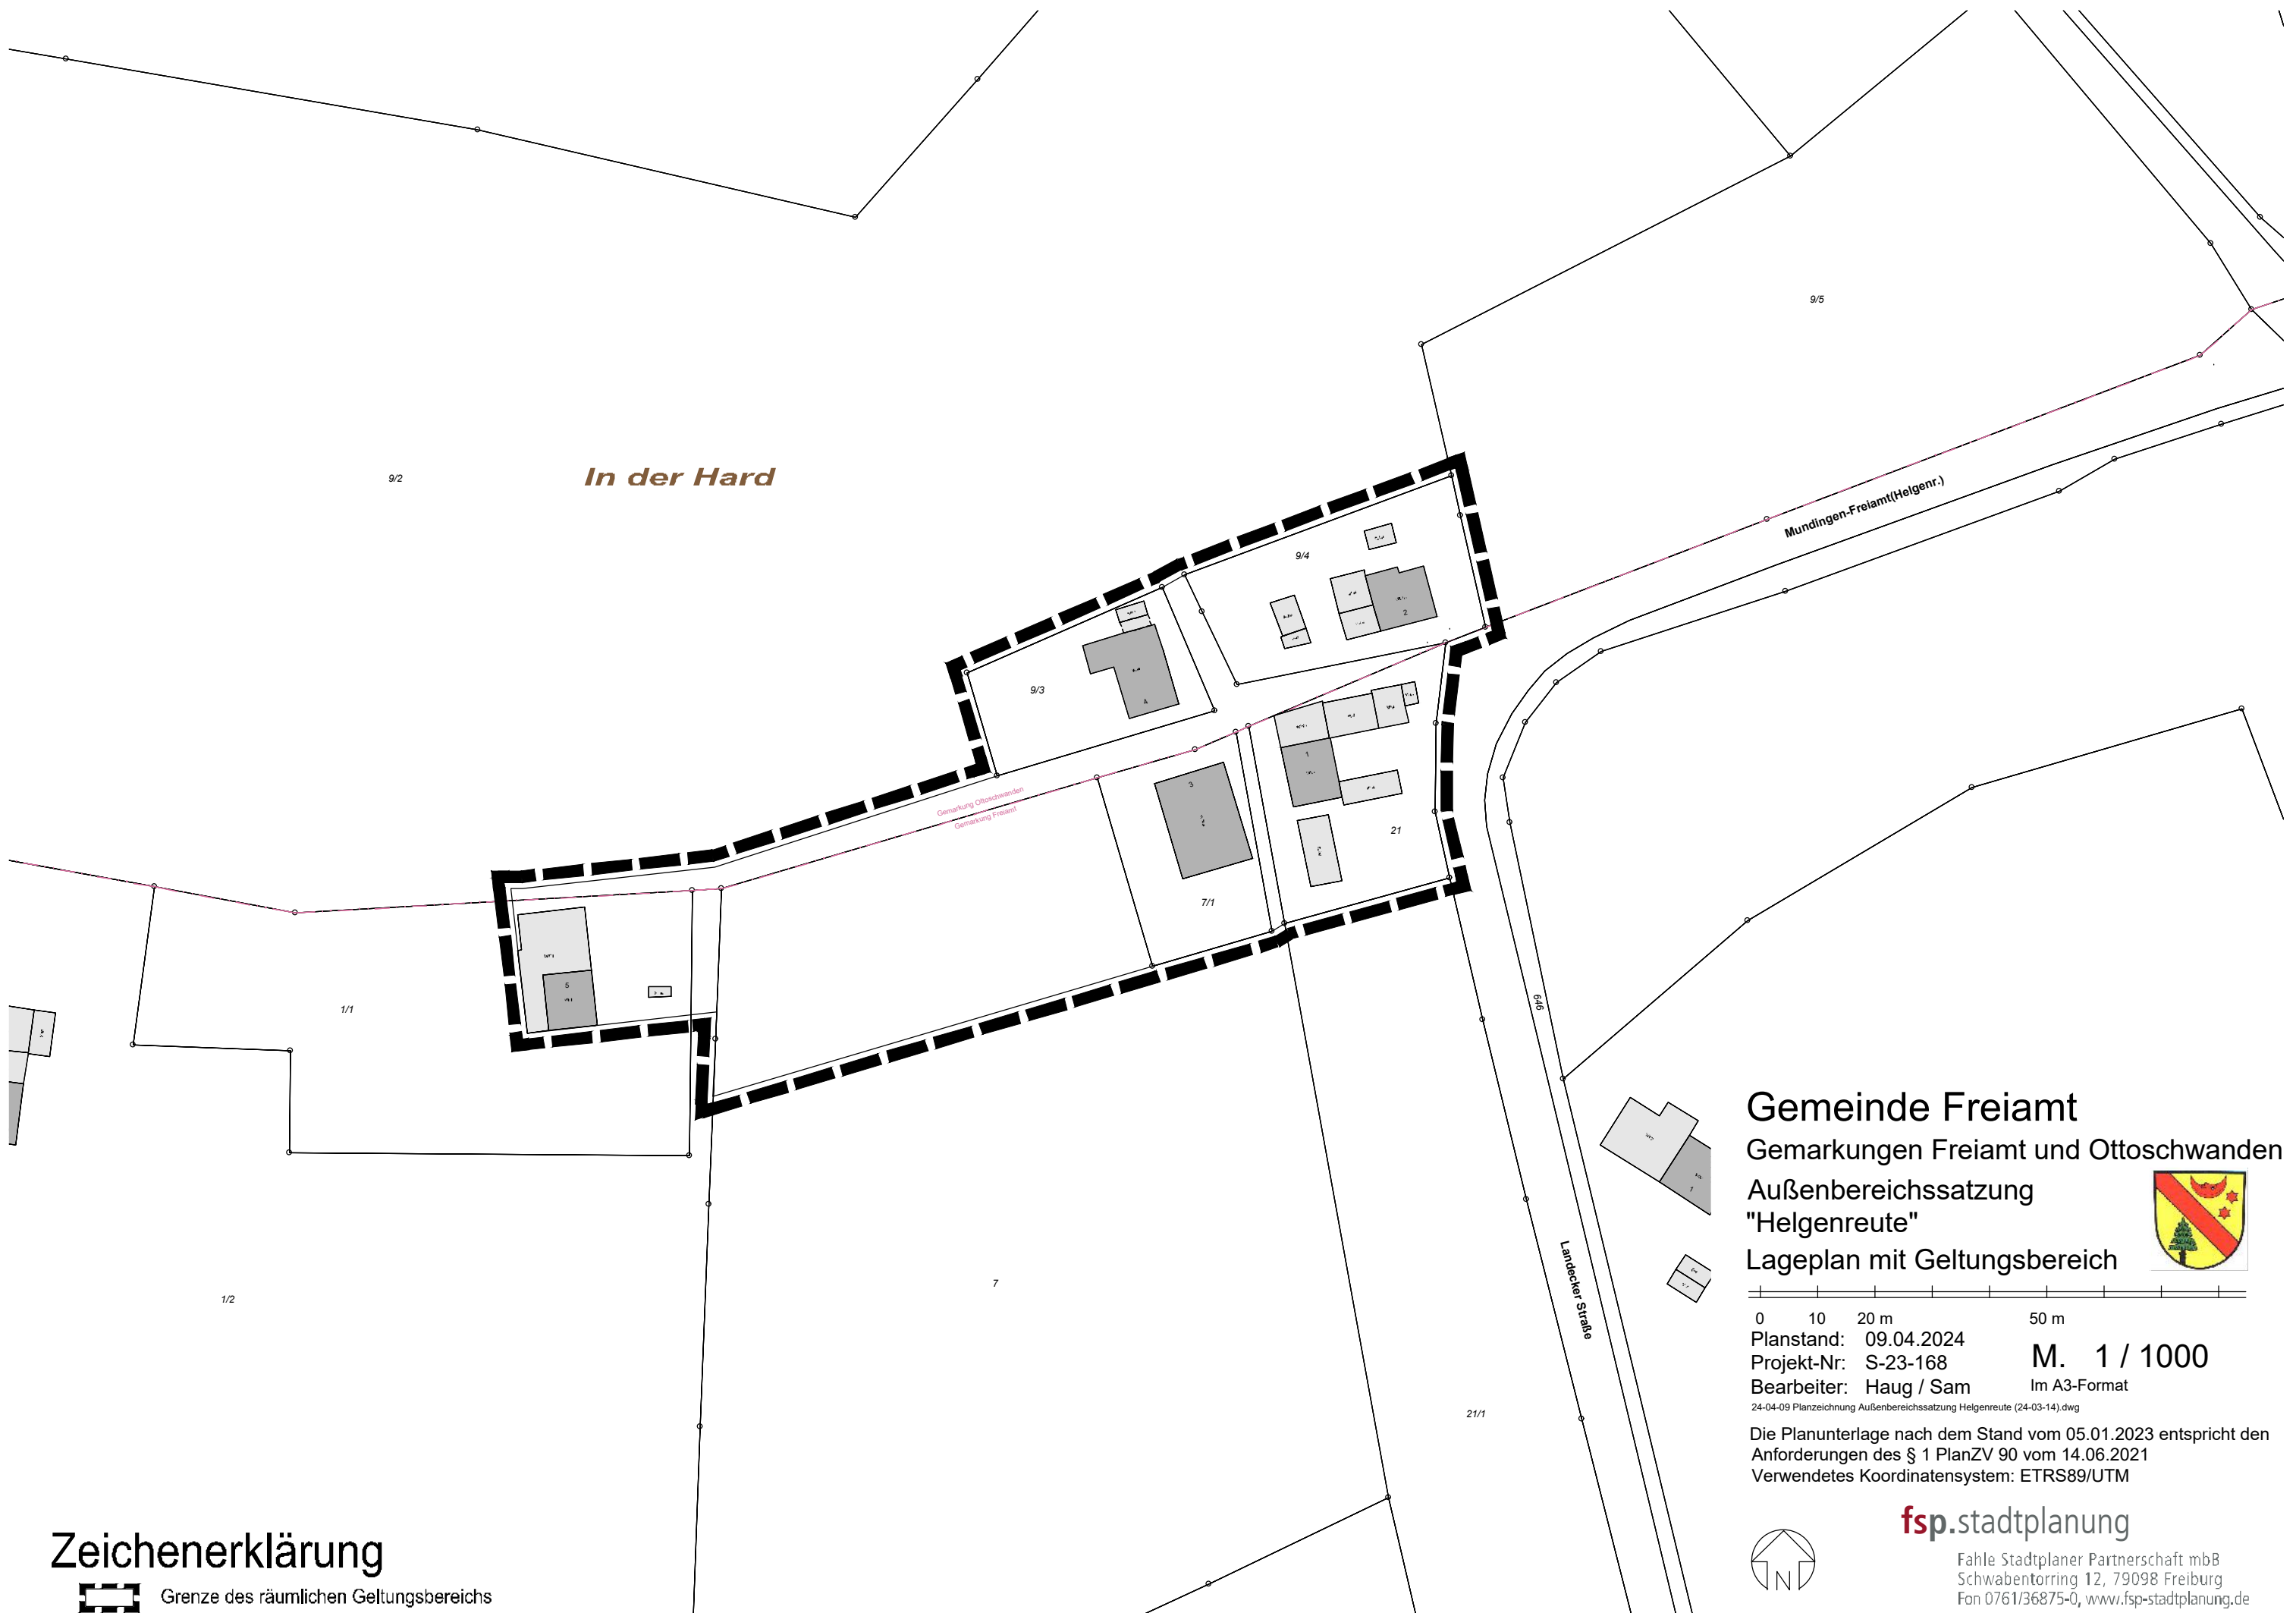 9/5
9/2
In der Hard
Mundingen-Freiamt(Helgenr.)
9/4
2
9/3
4
Gemarkung Ottoschwanden
Gemarkung Freiamt
1
3
21
7/1
5
1/1
646
1
Landecker Straße
7
1/2
21/1
Gemeinde Freiamt
Gemarkungen Freiamt und Ottoschwanden
Außenbereichssatzung
"Helgenreute"
Lageplan mit Geltungsbereich
0 10 20 m 50 m
Planstand: 09.04.2024
Projekt-Nr: S-23-168
Bearbeiter: Haug / Sam
M. 1 / 1000
Im A3-Format
24-04-09 Planzeichnung Außenbereichssatzung Helgenreute (24-03-14).dwg
Die Planunterlage nach dem Stand vom 05.01.2023 entspricht den
Anforderungen des § 1 PlanZV 90 vom 14.06.2021
Verwendetes Koordinatensystem: ETRS89/UTM
N
fsp.stadtplanung
Fahle Stadtplaner Partnerschaft mbB
Schwabentorring 12, 79098 Freiburg
Fon 0761/36875-0, www.fsp-stadtplanung.de
Zeichenerklärung
Grenze des räumlichen Geltungsbereichs